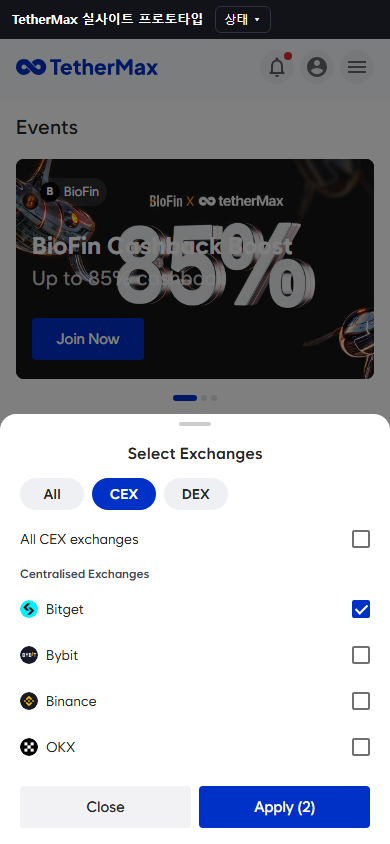 TetherMax 실사이트 프로토타입 상태
TetherMax
Events
B BioFin
BloFin X tetherMax
85%
BioFin Cashback Boost
Up to 85% cashback
Join Now
Select Exchanges
All CEX DEX
All CEX exchanges
Centralised Exchanges
Bitget
BYBIT Bybit
Binance
OKX
Close Apply (2)